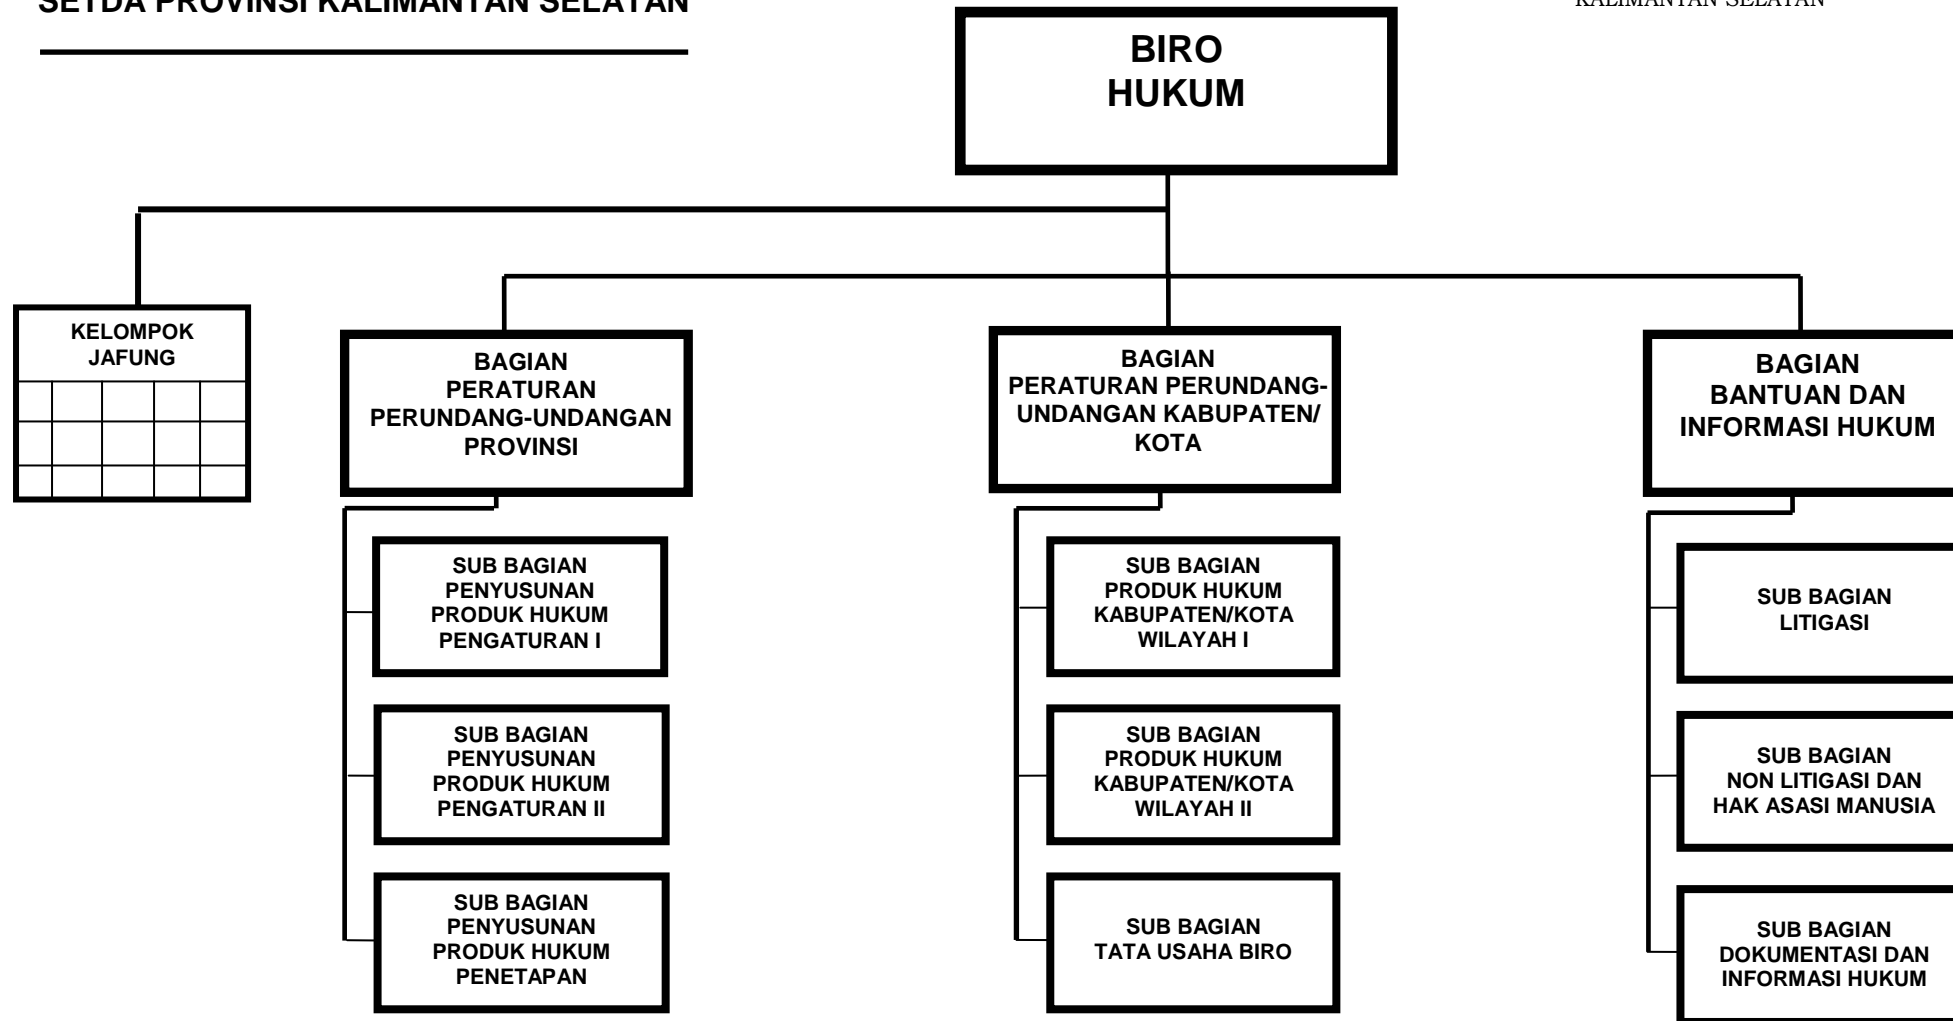 SETDA PROVINSI KALIMANTAN SELATAN
KALIMANTAN SELATAN
BIRO
HUKUM
KELOMPOK
JAFUNG
BAGIAN
PERATURAN
PERUNDANG-UNDANGAN
PROVINSI
BAGIAN
PERATURAN PERUNDANG-
UNDANGAN KABUPATEN/
KOTA
BAGIAN
BANTUAN DAN
INFORMASI HUKUM
SUB BAGIAN
PENYUSUNAN
PRODUK HUKUM
PENGATURAN I
SUB BAGIAN
PRODUK HUKUM
KABUPATEN/KOTA
WILAYAH I
SUB BAGIAN
LITIGASI
SUB BAGIAN
PENYUSUNAN
PRODUK HUKUM
PENGATURAN II
SUB BAGIAN
PRODUK HUKUM
KABUPATEN/KOTA
WILAYAH II
SUB BAGIAN
NON LITIGASI DAN
HAK ASASI MANUSIA
SUB BAGIAN
PENYUSUNAN
PRODUK HUKUM
PENETAPAN
SUB BAGIAN
TATA USAHA BIRO
SUB BAGIAN
DOKUMENTASI DAN
INFORMASI HUKUM